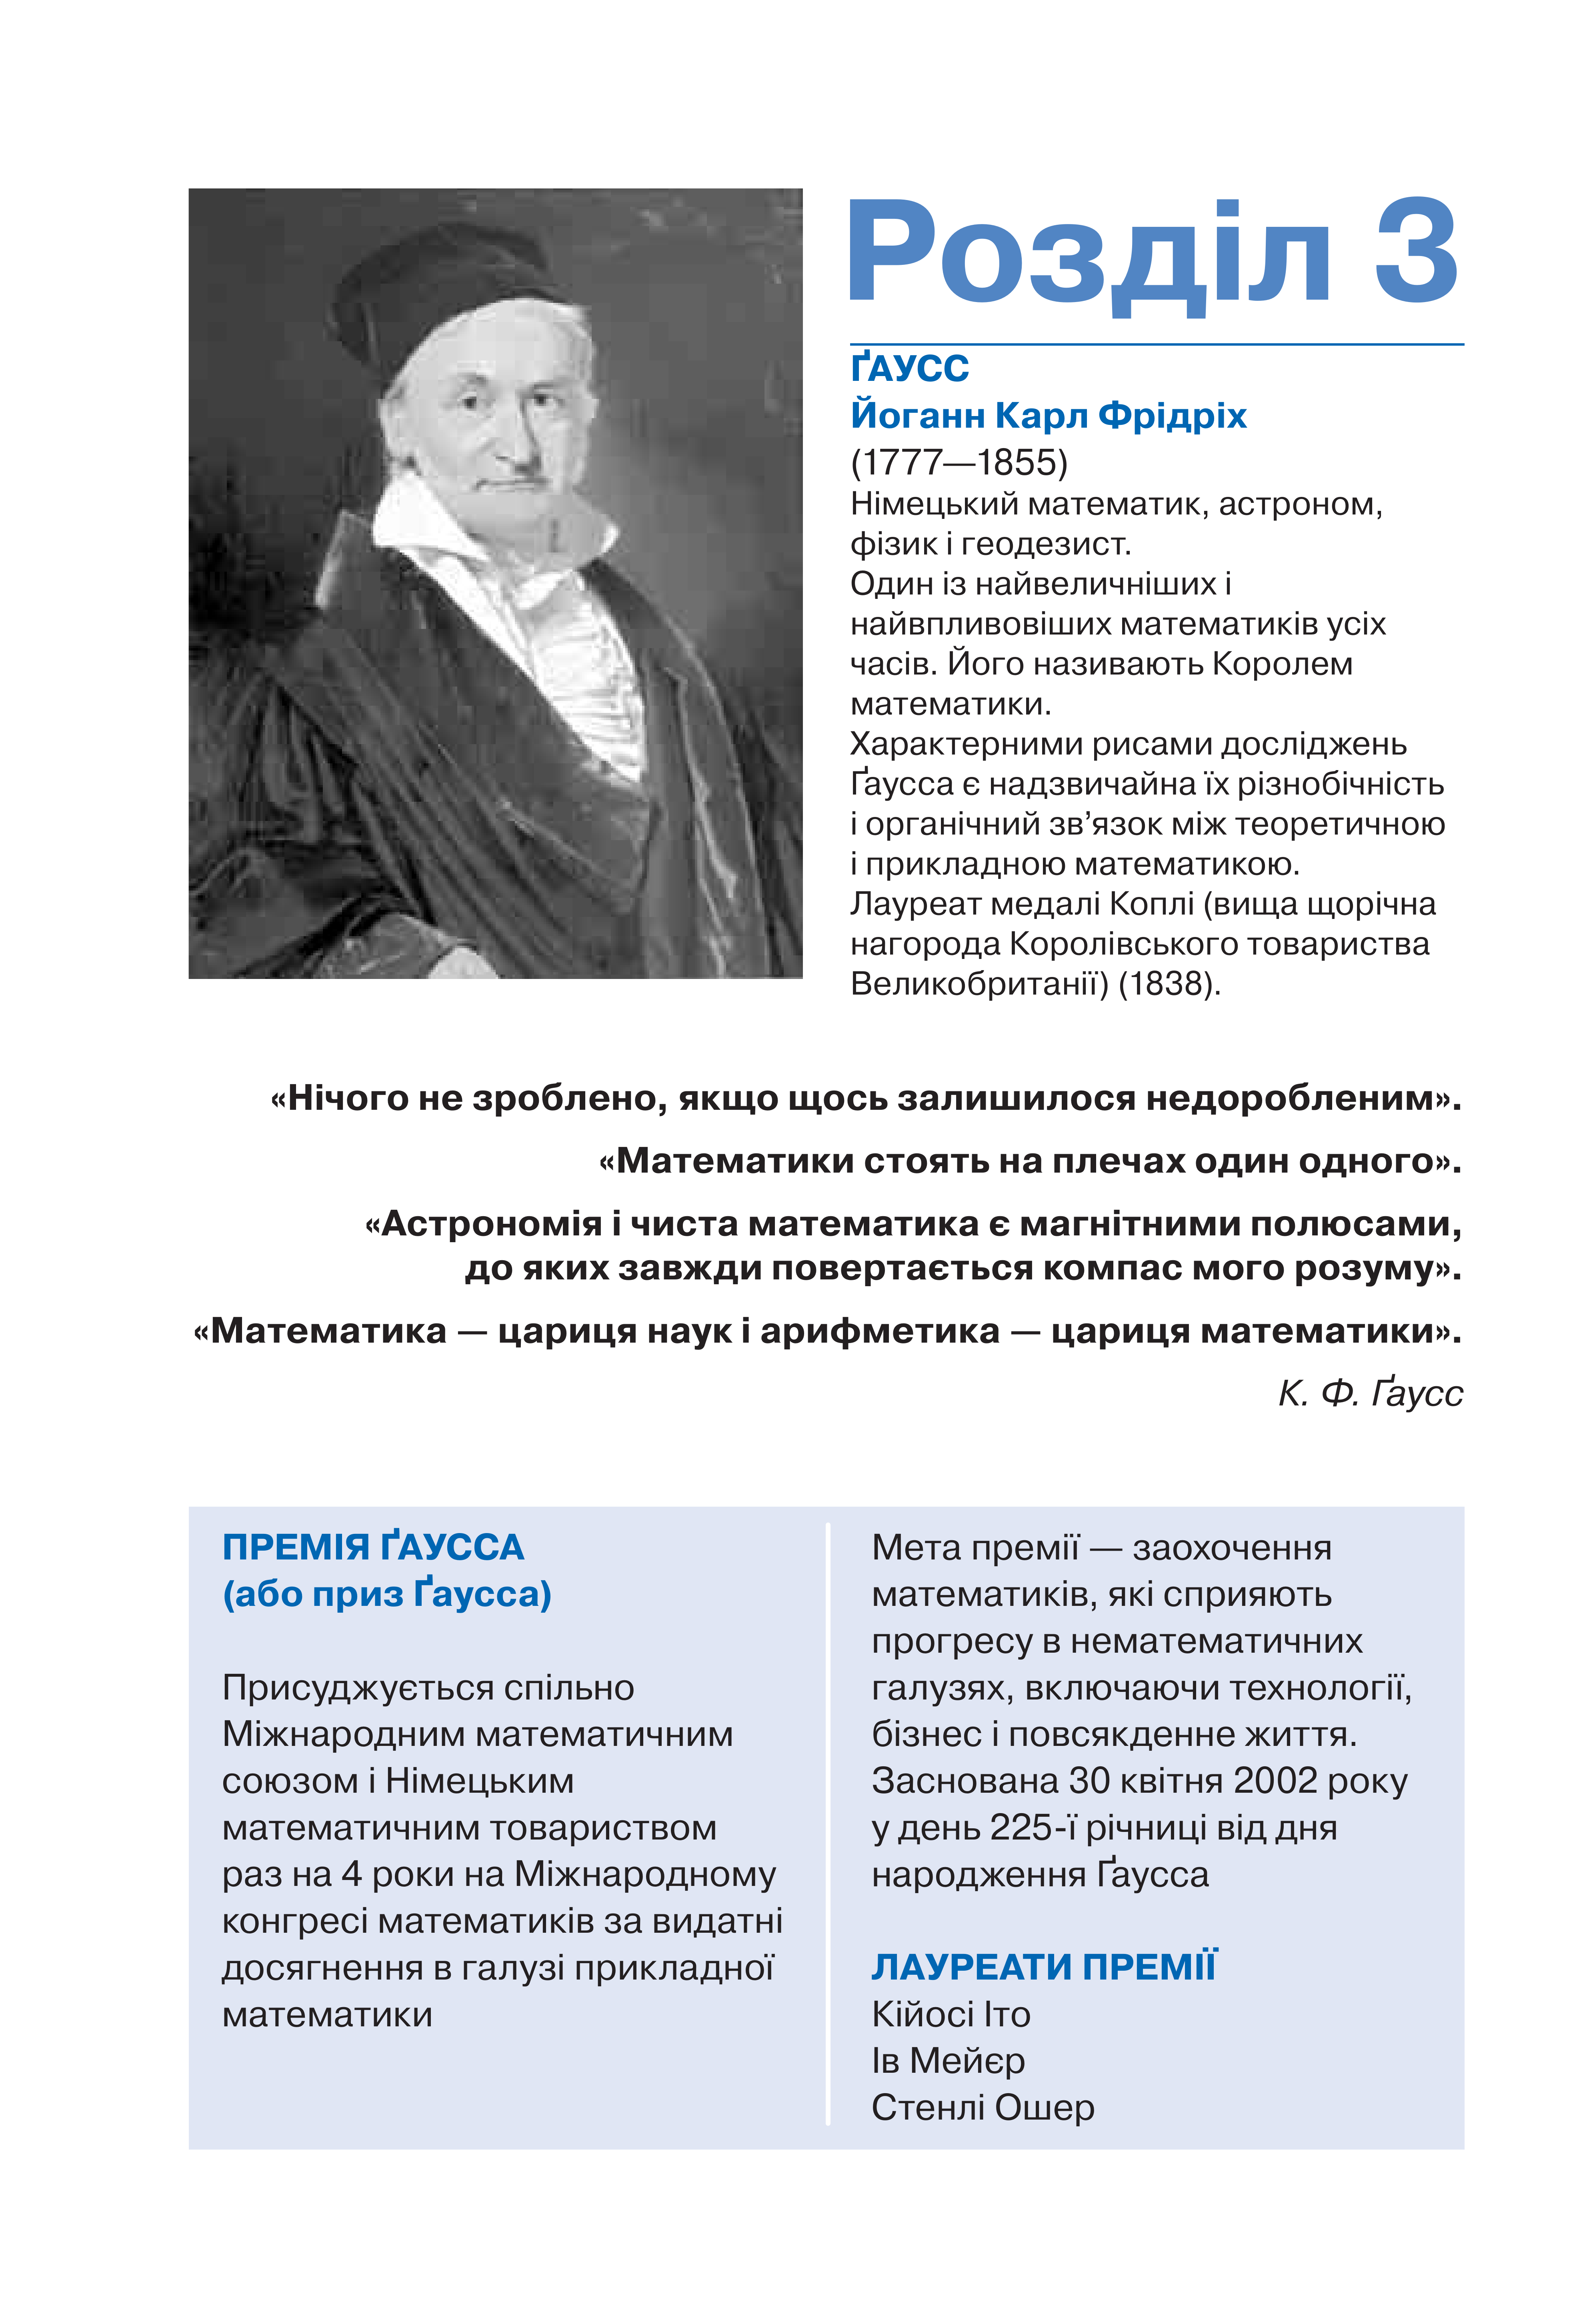 Розділ 3
ҐАУСС
Йоганн Карл Фрідріх
(1777—1855)
Німецький математик, астроном,
фізик і геодезист.
Один із найвеличніших і
найвпливовіших математиків усіх
часів. Його називають Королем
математики.
Характерними рисами досліджень
Ґаусса є надзвичайна їх різнобічність
і органічний зв’язок між теоретичною
і прикладною математикою.
Лауреат медалі Коплі (вища щорічна
нагорода Королівського товариства
Великобританії) (1838).
«Нічого не зроблено, якщо щось залишилося недоробленим».
«Математики стоять на плечах один одного».
«Астрономія і чиста математика є магнітними полюсами,
до яких завжди повертається компас мого розуму».
«Математика — цариця наук і арифметика — цариця математики».
К. Ф. Ґаусс
ПРЕМІЯ ҐАУССА
(або приз Ґаусса)
Присуджується спільно
Міжнародним математичним
союзом і Німецьким
математичним товариством
раз на 4 роки на Міжнародному
конгресі математиків за видатні
досягнення в галузі прикладної
математики
Мета премії — заохочення
математиків, які сприяють
прогресу в нематематичних
галузях, включаючи технології,
бізнес і повсякденне життя.
Заснована 30 квітня 2002 року
у день 225-ї річниці від дня
народження Ґаусса
ЛАУРЕАТИ ПРЕМІЇ
Кійосі Іто
Ів Мейєр
Стенлі Ошер